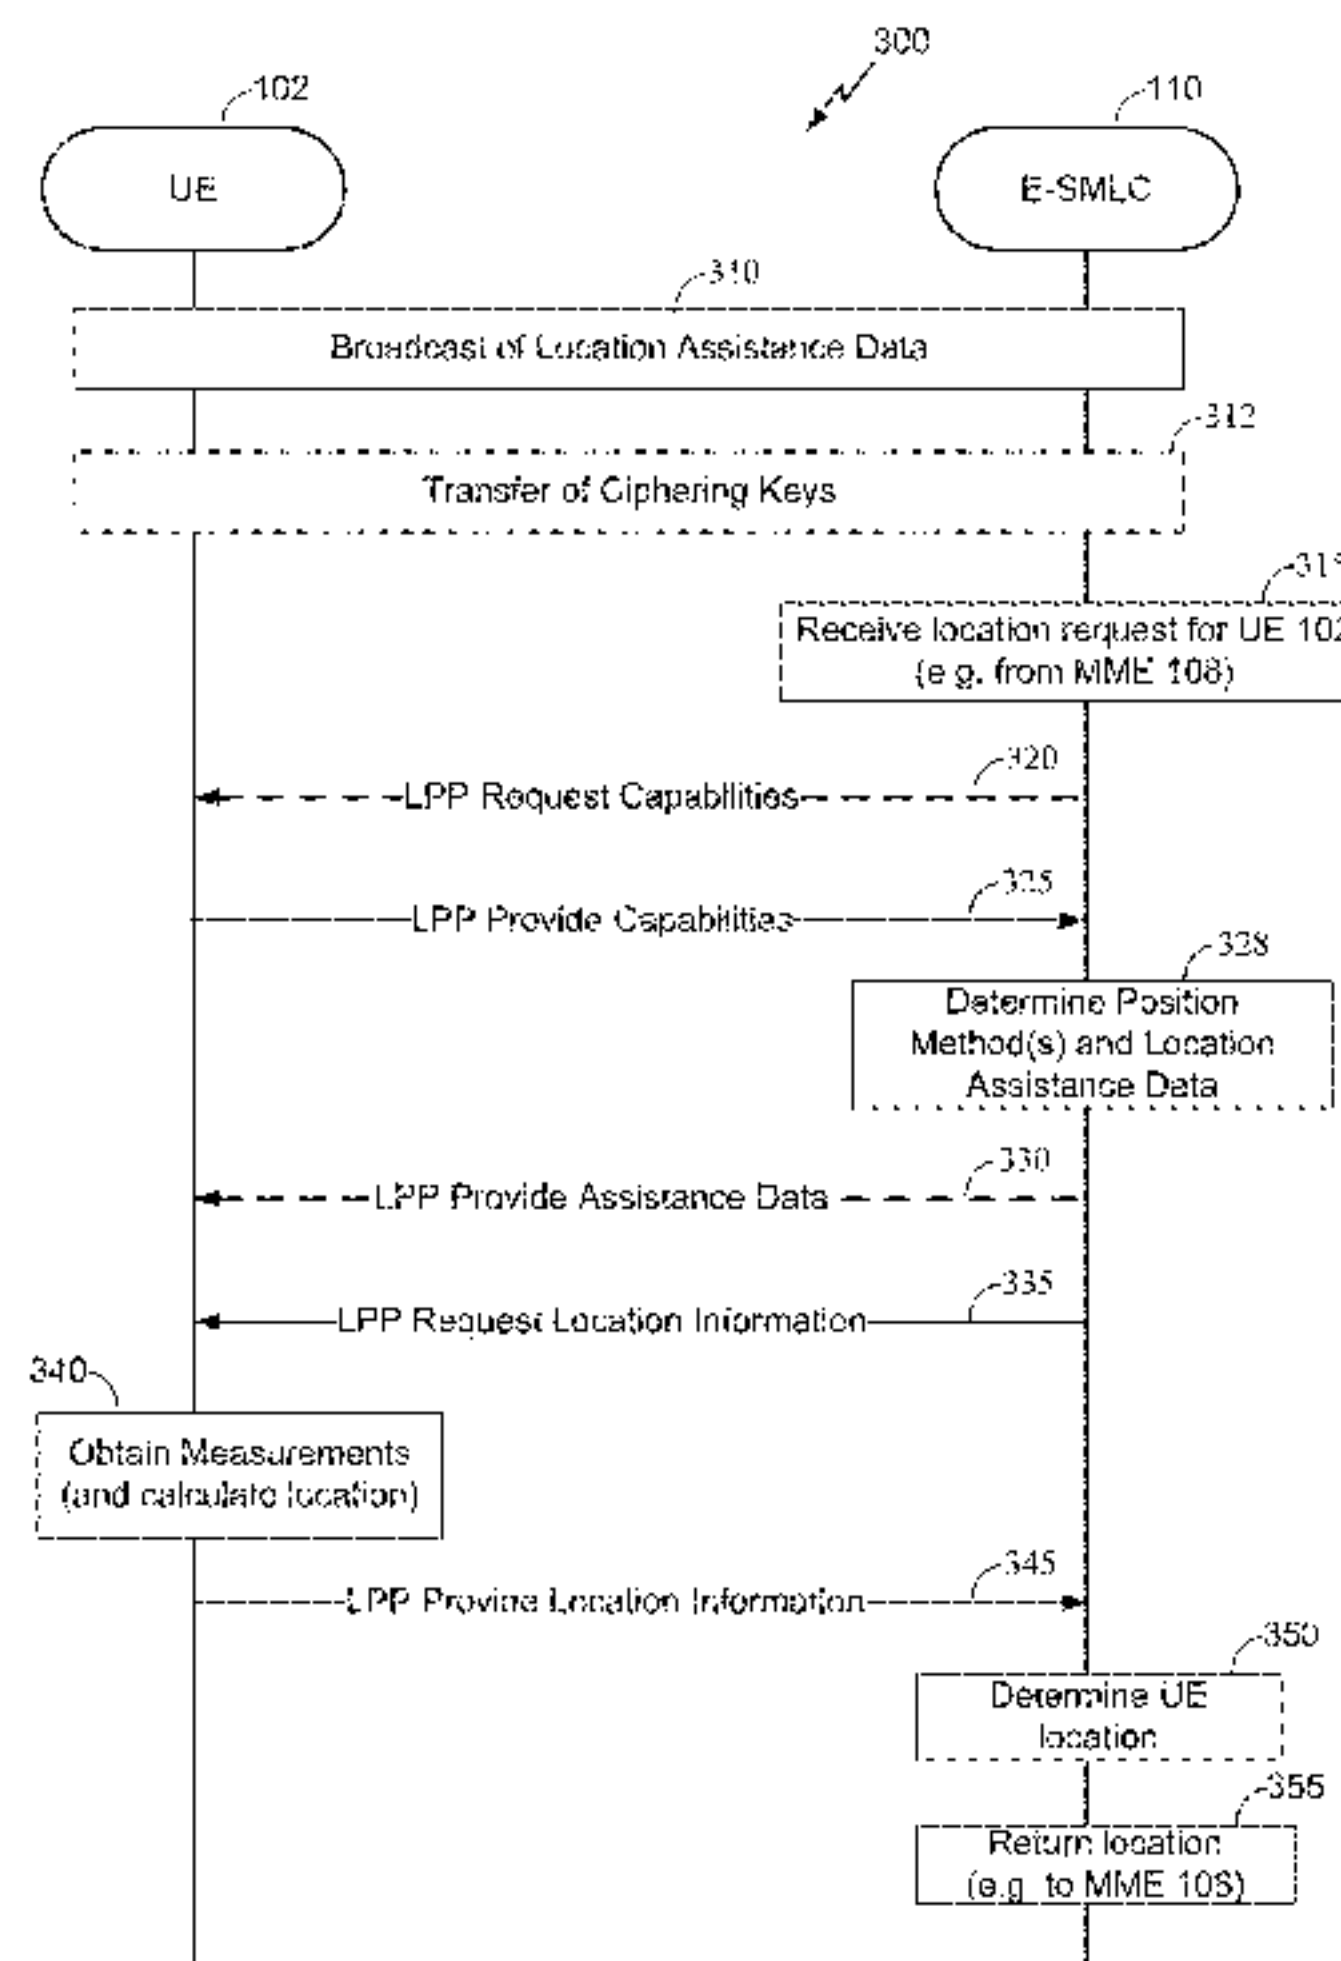 300
102
110
UE
E-SMLC
310
Broadcast of Location Assistance Data
312
Transfer of Ciphering Keys
Receive location request for UE 102
(e.g. from MME 108)
320
LPP Request Capabilities
325
LPP Provide Capabilities
328
Determine Position
Method(s) and Location
Assistance Data
330
LPP Provide Assistance Data
335
LPP Request Location Information
340
Obtain Measurements
(and calculate location)
345
LPP Provide Location Information
350
Determine UE
location
355
Return location
(e.g. to MME 108)